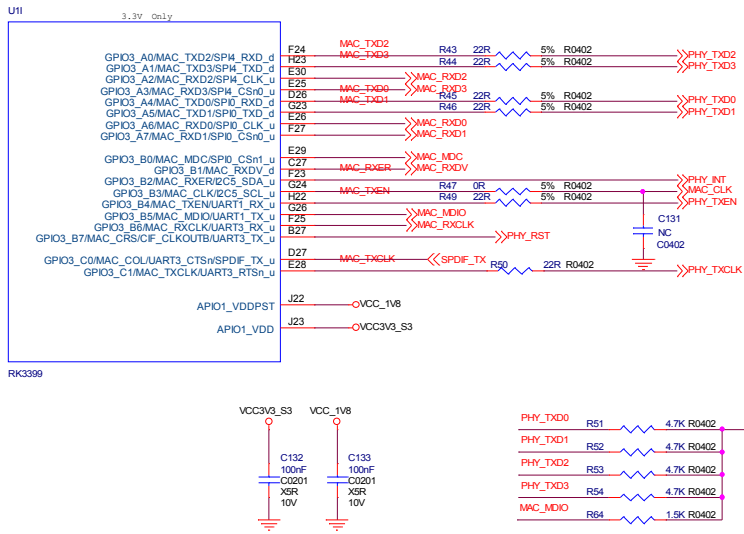 U1I
3.3V Only
GPIO3_A0/MAC_TXD2/SPI4_RXD_d F24 MAC_TXD2 R43 22R 5% R0402 PHY_TXD2
GPIO3_A1/MAC_TXD3/SPI4_TXD_d H23 MAC_TXD3 R44 22R 5% R0402 PHY_TXD3
GPIO3_A2/MAC_RXD2/SPI4_CLK_u E30 MAC_RXD2
GPIO3_A3/MAC_RXD3/SPI4_CSn0_u E25 MAC_RXD3
GPIO3_A4/MAC_TXD0/SPI0_RXD_d D26 MAC_TXD0 R45 22R 5% R0402 PHY_TXD0
GPIO3_A5/MAC_TXD1/SPI0_TXD_d G23 MAC_TXD1 R46 22R 5% R0402 PHY_TXD1
GPIO3_A6/MAC_RXD0/SPI0_CLK_u E26 MAC_RXD0
GPIO3_A7/MAC_RXD1/SPI0_CSn0_u F27 MAC_RXD1
GPIO3_B0/MAC_MDC/SPI0_CSn1_u E29 MAC_MDC
GPIO3_B1/MAC_RXDV_d C27 MAC_RXDV
GPIO3_B2/MAC_RXER/I2C5_SDA_u F23 MAC_RXER PHY_INT
GPIO3_B3/MAC_CLK/I2C5_SCL_u G24 R47 0R 5% R0402 MAC_CLK
GPIO3_B4/MAC_TXEN/UART1_RX_u H22 MAC_TXEN R49 22R 5% R0402 PHY_TXEN
GPIO3_B5/MAC_MDIO/UART1_TX_u G26 MAC_MDIO
GPIO3_B6/MAC_RXCLK/UART3_RX_u F25 MAC_RXCLK
GPIO3_B7/MAC_CRS/CIF_CLKOUTB/UART3_TX_u B27 PHY_RST
C131
NC
C0402
GPIO3_C0/MAC_COL/UART3_CTSn/SPDIF_TX_u D27 SPDIF_TX
GPIO3_C1/MAC_TXCLK/UART3_RTSn_u E28 MAC_TXCLK R50 22R R0402 PHY_TXCLK
APIO1_VDDPST J22 VCC_1V8
APIO1_VDD J23 VCC3V3_S3
RK3399
VCC3V3_S3 VCC_1V8
C132
100nF
C0201
X5R
10V
C133
100nF
C0201
X5R
10V
PHY_TXD0 R51 4.7K R0402
PHY_TXD1 R52 4.7K R0402
PHY_TXD2 R53 4.7K R0402
PHY_TXD3 R54 4.7K R0402
MAC_MDIO R64 1.5K R0402